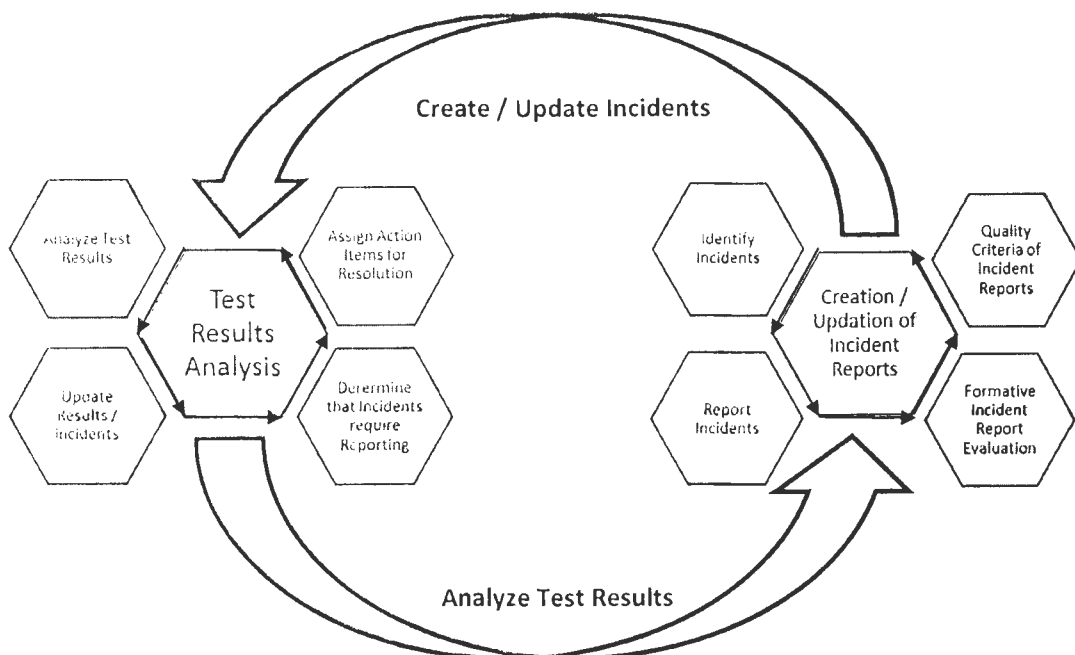 Create / Update Incidents
Analyze Test
Results
Assign Action
Items for
Resolution
Test
Results
Analysis
Update
Results /
Incidents
Determine
that Incidents
require
Reporting
Identify
Incidents
Quality
Criteria of
Incident
Reports
Creation /
Updation of
Incident
Reports
Report
Incidents
Formative
Incident
Report
Evaluation
Analyze Test Results